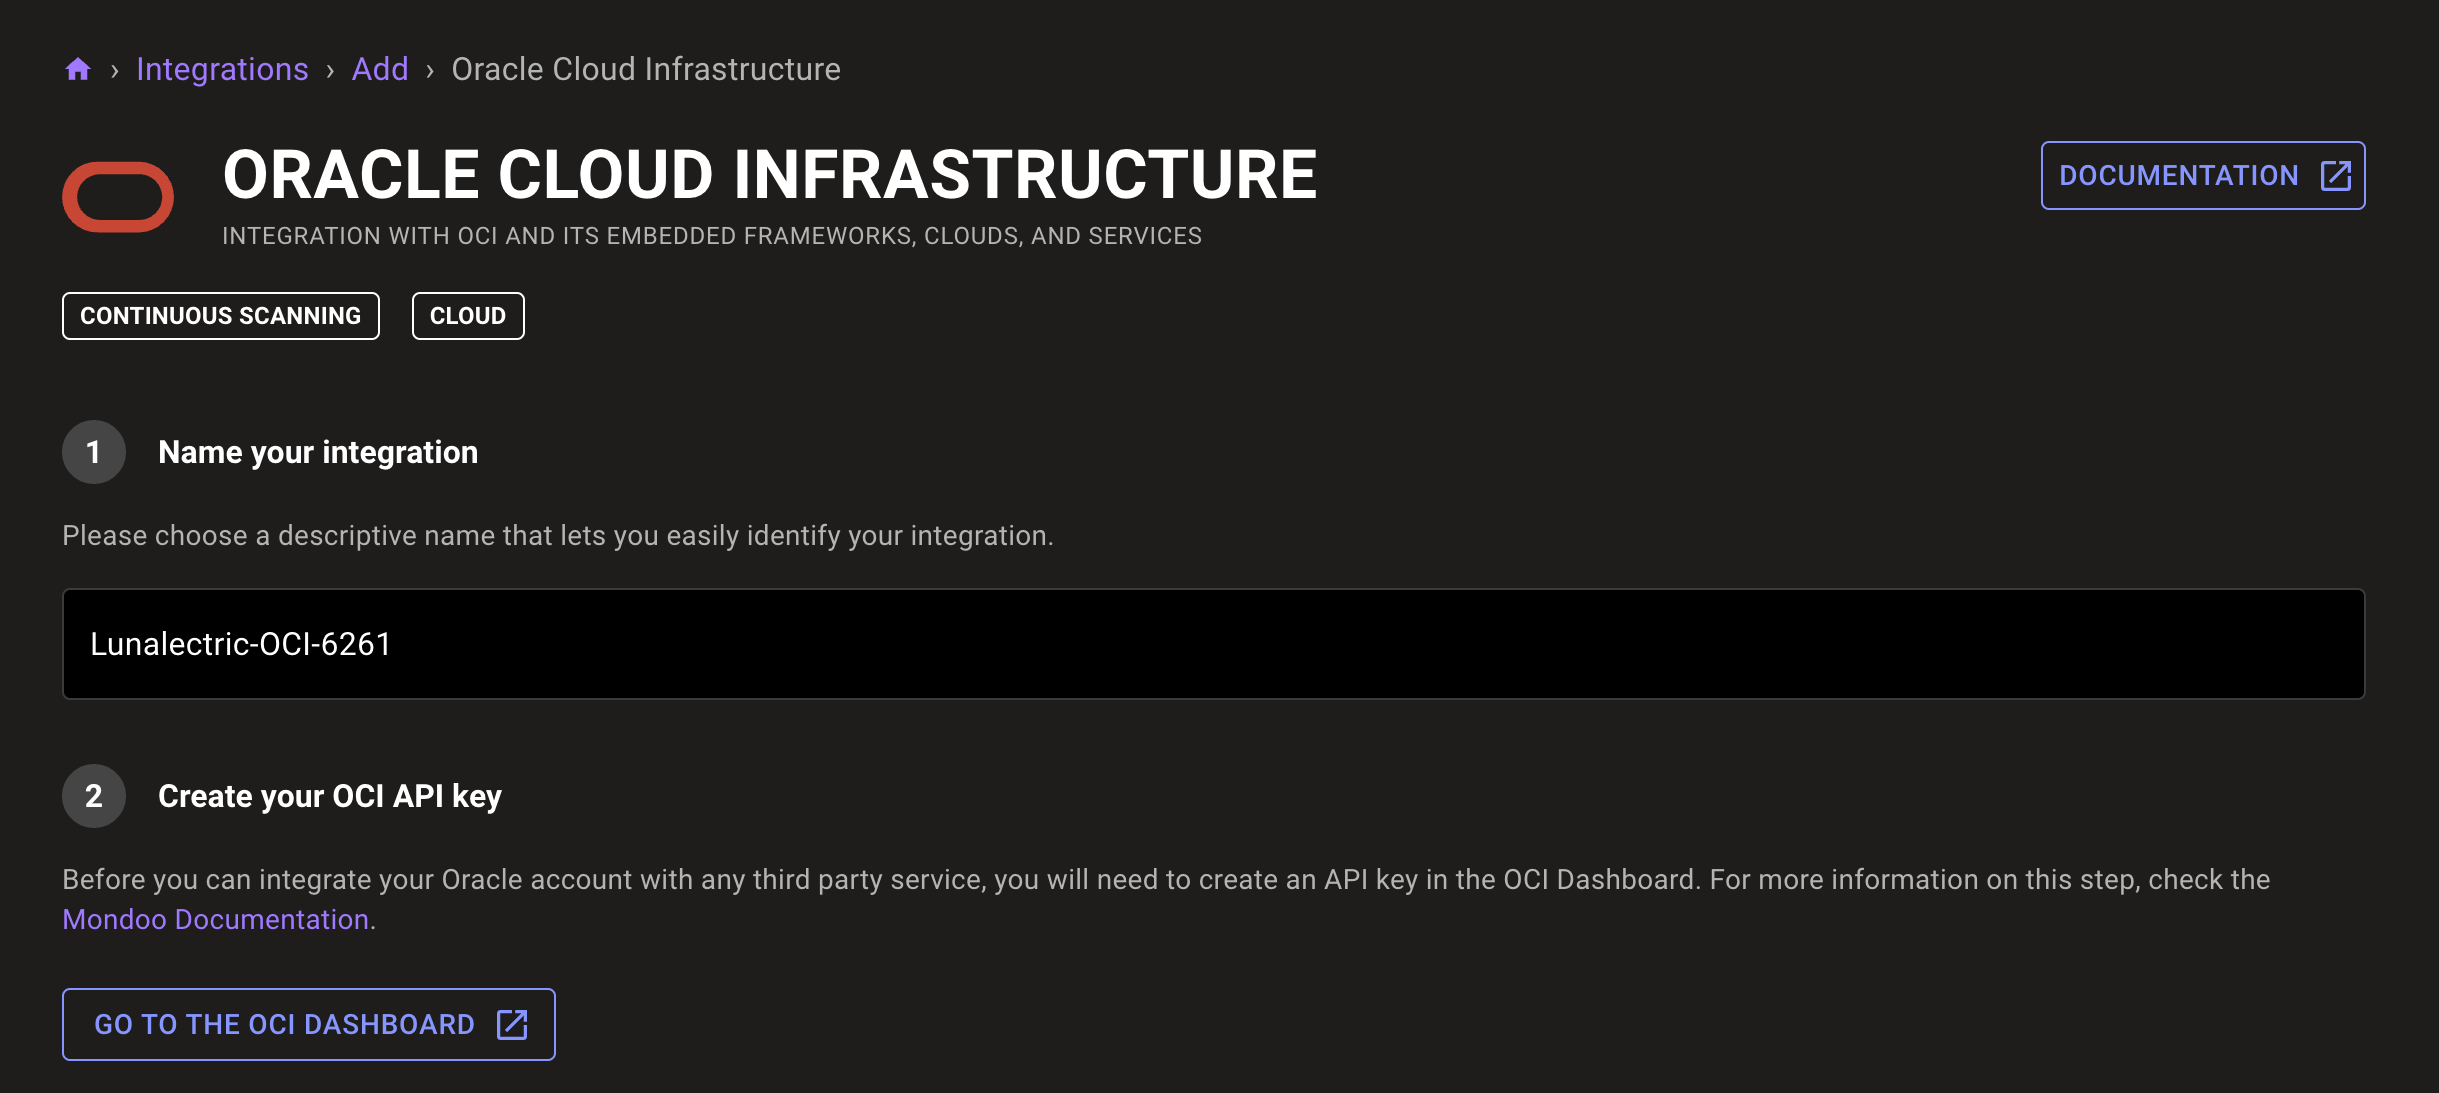 › Integrations › Add › Oracle Cloud Infrastructure
ORACLE CLOUD INFRASTRUCTURE
DOCUMENTATION
INTEGRATION WITH OCI AND ITS EMBEDDED FRAMEWORKS, CLOUDS, AND SERVICES
CONTINUOUS SCANNING CLOUD
1 Name your integration
Please choose a descriptive name that lets you easily identify your integration.
Lunalectric-OCI-6261
2 Create your OCI API key
Before you can integrate your Oracle account with any third party service, you will need to create an API key in the OCI Dashboard. For more information on this step, check the
Mondoo Documentation.
GO TO THE OCI DASHBOARD